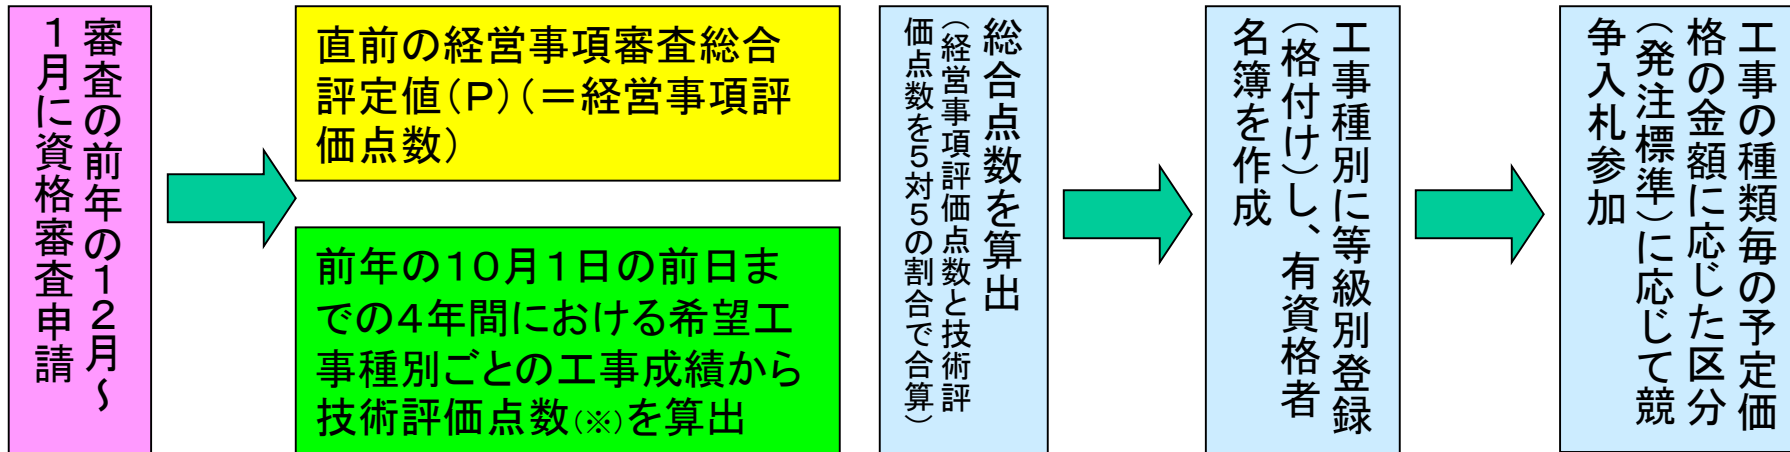 審査の前年の12月~
1月に資格審査申請
直前の経営事項審査総合
評定値(P)(=経営事項評
価点数)
前年の10月1日の前日ま
での4年間における希望工
事種別ごとの工事成績から
技術評価点数(※)を算出
総合点数を算出
(経営事項評価点数と技術評
価点数を5対5の割合で合算)
工事種別に等級別登録
(格付け)し、有資格者
名簿を作成
工事の種類毎の予定価
格の金額に応じた区分
(発注標準)に応じて競
争入札参加